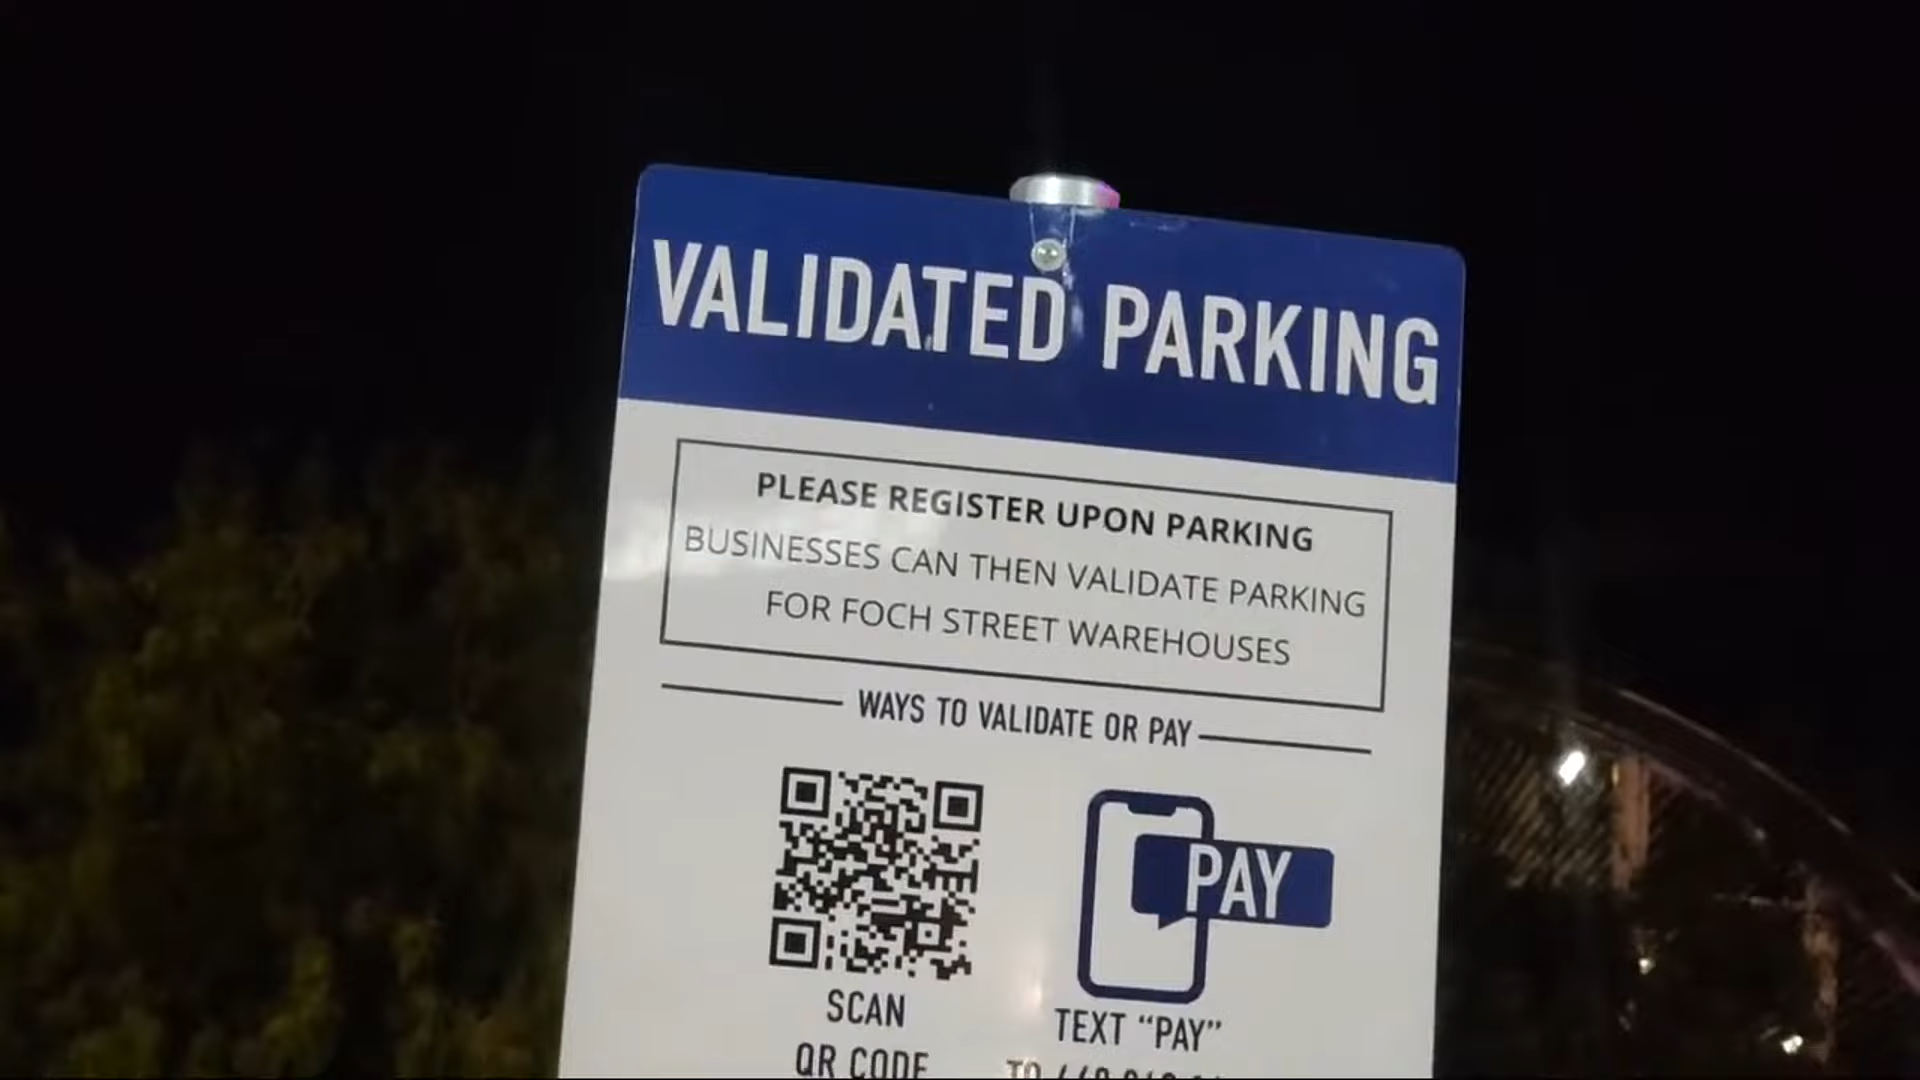 VALIDATED PARKING
PLEASE REGISTER UPON PARKING
BUSINESSES CAN THEN VALIDATE PARKING
FOR FOCH STREET WAREHOUSES
WAYS TO VALIDATE OR PAY
PAY
SCAN
QR CODE
TEXT “PAY”
TO